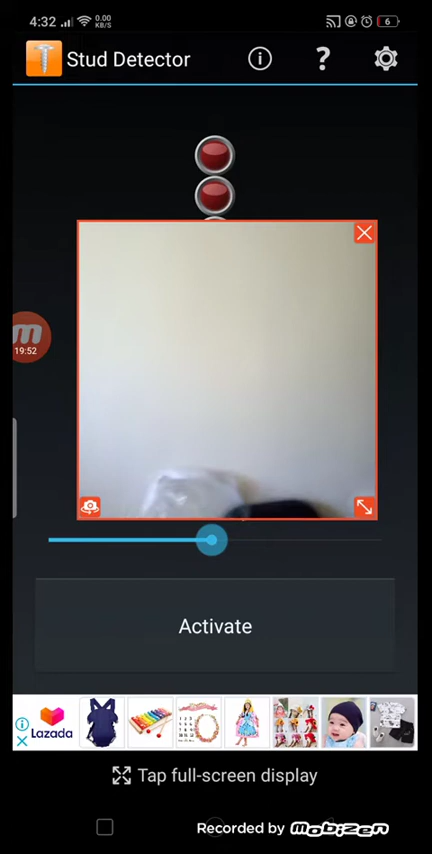 4:32 0.00 KB/S 6
Stud Detector
19:52
Activate
Lazada
Tap full-screen display
Recorded by MOBIZEN